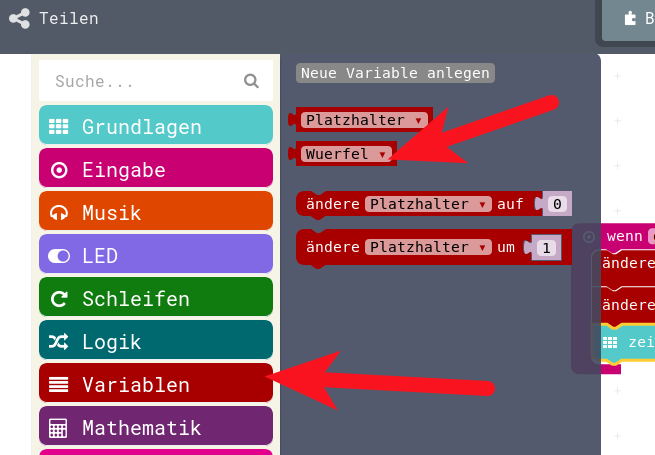 Teilen
B
Suche...
Grundlagen
Eingabe
Musik
LED
Schleifen
Logik
Variablen
Mathematik
Neue Variable anlegen
Platzhalter
Wuerfel
ändere Platzhalter auf 0
ändere Platzhalter um 1
wenn
ändere
ändere
zei